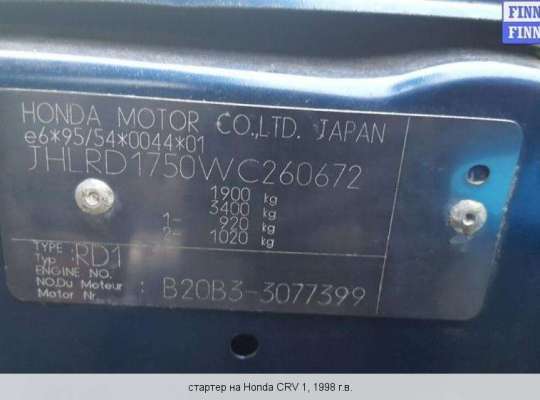 FINN
FINN
HONDA MOTOR CO.,LTD. JAPAN
e6*95/54*0044*01
JHLRD1750WC260672
1900 kg
3400 kg
1- 920 kg
2- 1020 kg
TYPE
Typ : RD1
ENGINE NO.
NO.Du Moteur : B20B3-3077399
Motor Nr
стартер на Honda CRV 1, 1998 г.в.